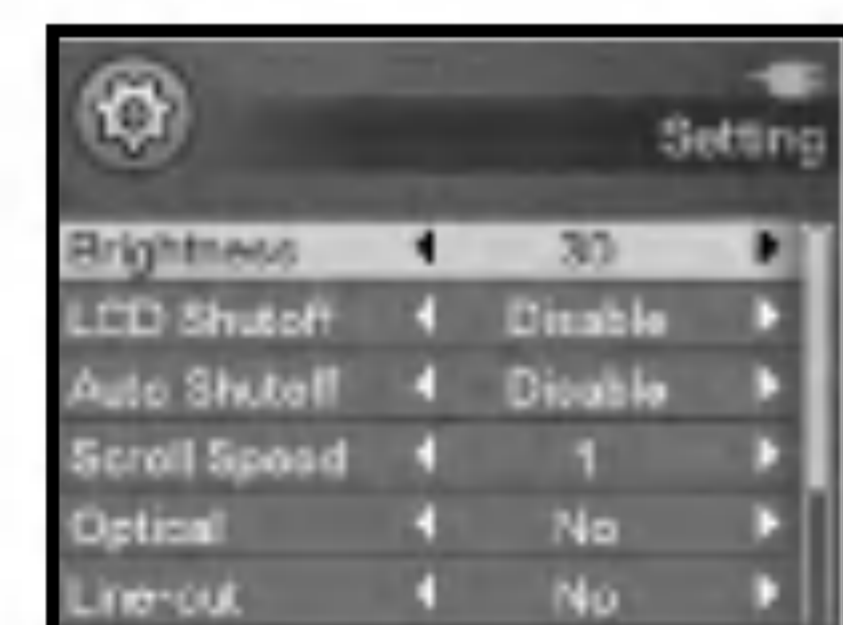 Setting
Brightness 30
LCD Shutoff Disable
Auto Shutoff Disable
Scroll Speed 1
Optical No
Line-out No